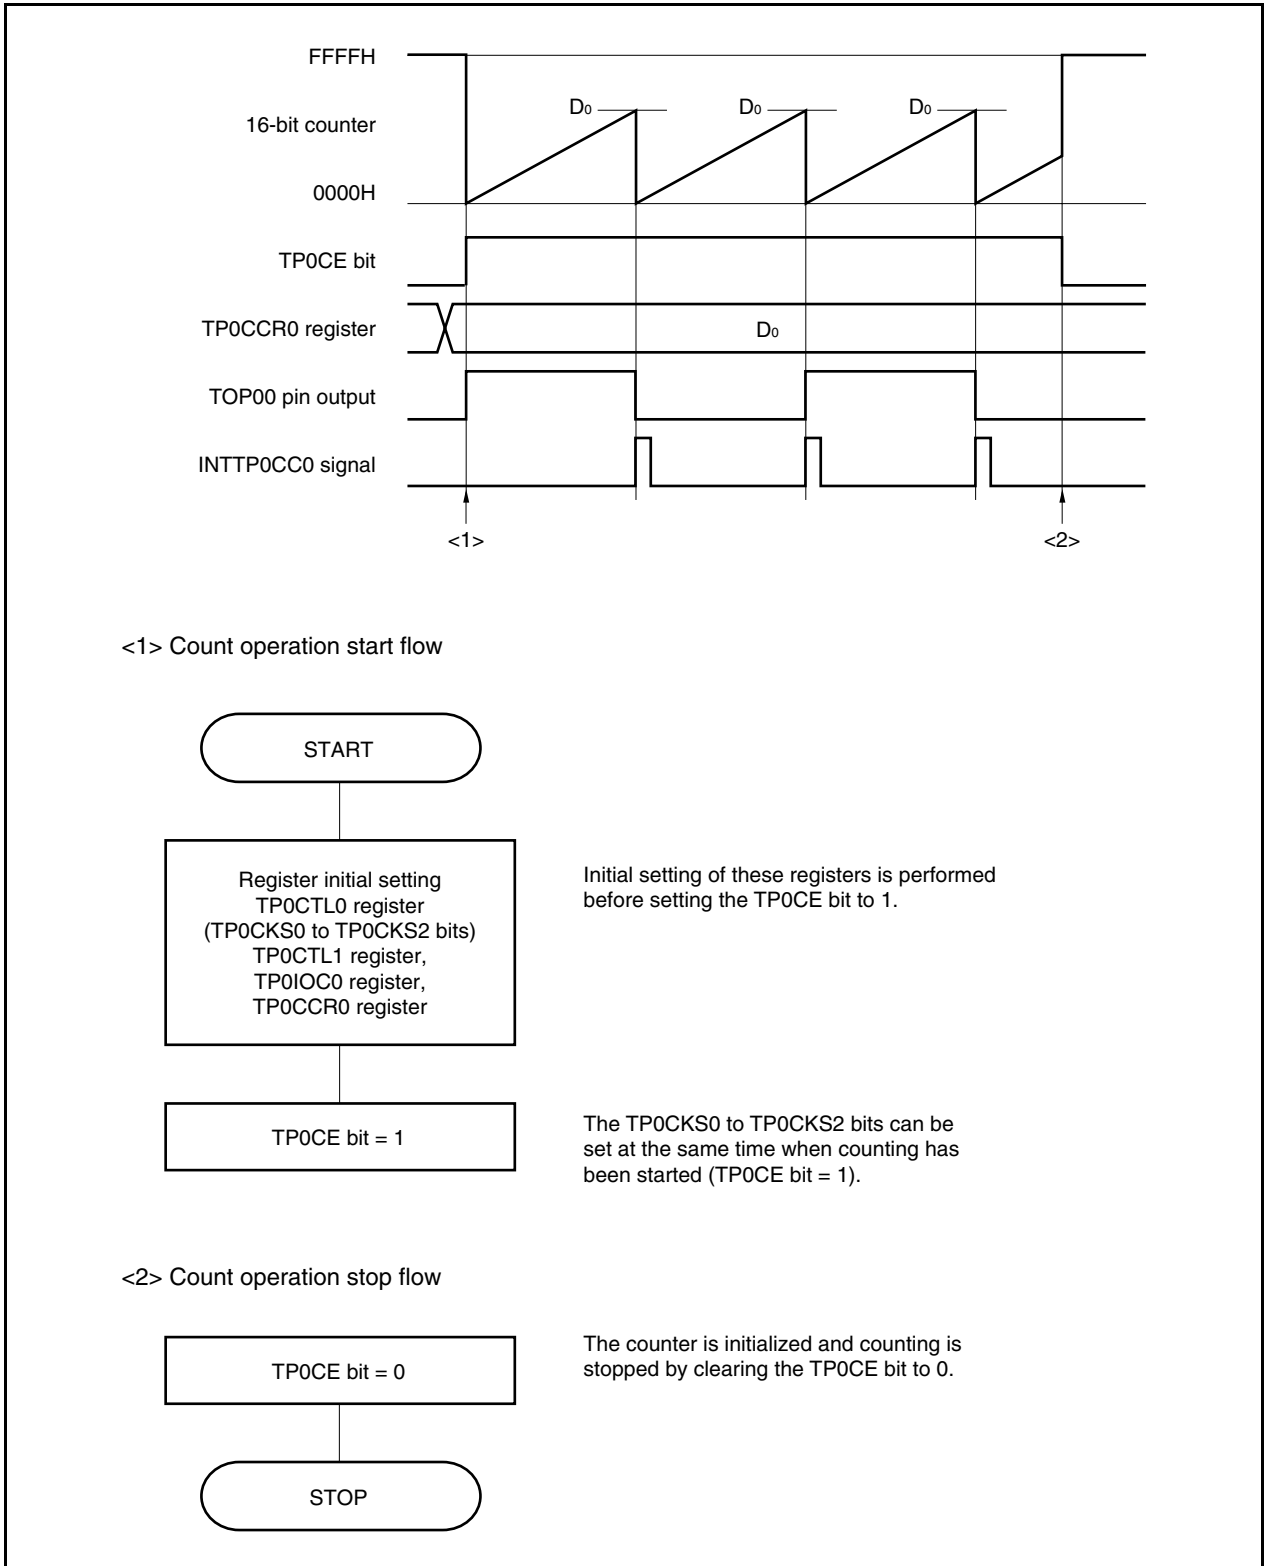 FFFFH
D0 D0 D0
16-bit counter
0000H
TP0CE bit
TP0CCR0 register D0
TOP00 pin output
INTTP0CC0 signal
<1> <2>
<1> Count operation start flow
START
Register initial setting
TP0CTL0 register
(TP0CKS0 to TP0CKS2 bits)
TP0CTL1 register,
TP0IOC0 register,
TP0CCR0 register
Initial setting of these registers is performed
before setting the TP0CE bit to 1.
TP0CE bit = 1
The TP0CKS0 to TP0CKS2 bits can be
set at the same time when counting has
been started (TP0CE bit = 1).
<2> Count operation stop flow
TP0CE bit = 0
The counter is initialized and counting is
stopped by clearing the TP0CE bit to 0.
STOP